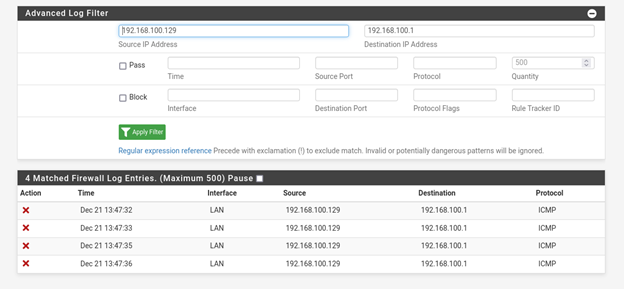 Advanced Log Filter
192.168.100.129 192.168.100.1
Source IP Address Destination IP Address
Pass 500
Time Source Port Protocol Quantity
Block
Interface Destination Port Protocol Flags Rule Tracker ID
Apply Filter
Regular expression reference Precede with exclamation (!) to exclude match. Invalid or potentially dangerous patterns will be ignored.
4 Matched Firewall Log Entries. (Maximum 500) Pause
Action Time Interface Source Destination Protocol
Dec 21 13:47:32 LAN 192.168.100.129 192.168.100.1 ICMP
Dec 21 13:47:33 LAN 192.168.100.129 192.168.100.1 ICMP
Dec 21 13:47:35 LAN 192.168.100.129 192.168.100.1 ICMP
Dec 21 13:47:36 LAN 192.168.100.129 192.168.100.1 ICMP